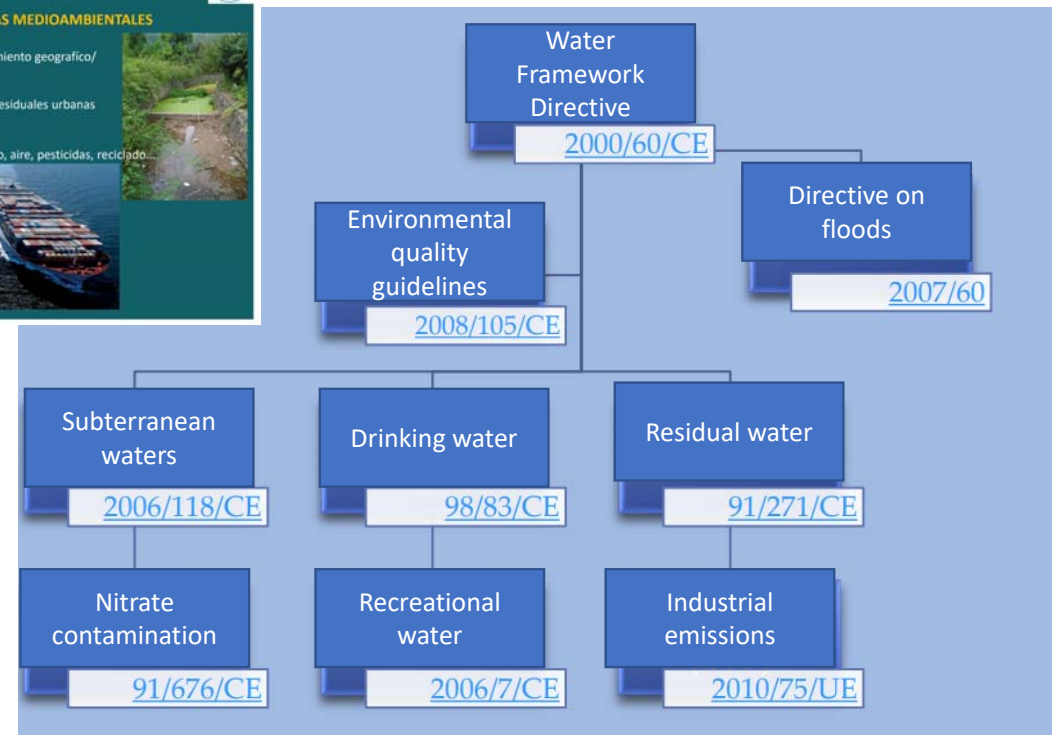 AS MEDIOAMBIENTALES
miento geografico/
esiduales urbanas
o, aire, pesticidas, reciclado...
Water
Framework
Directive
2000/60/CE
Directive on
floods
2007/60
Environmental
quality
guidelines
2008/105/CE
Subterranean
waters
2006/118/CE
Drinking water
98/83/CE
Residual water
91/271/CE
Nitrate
contamination
91/676/CE
Recreational
water
2006/7/CE
Industrial
emissions
2010/75/UE